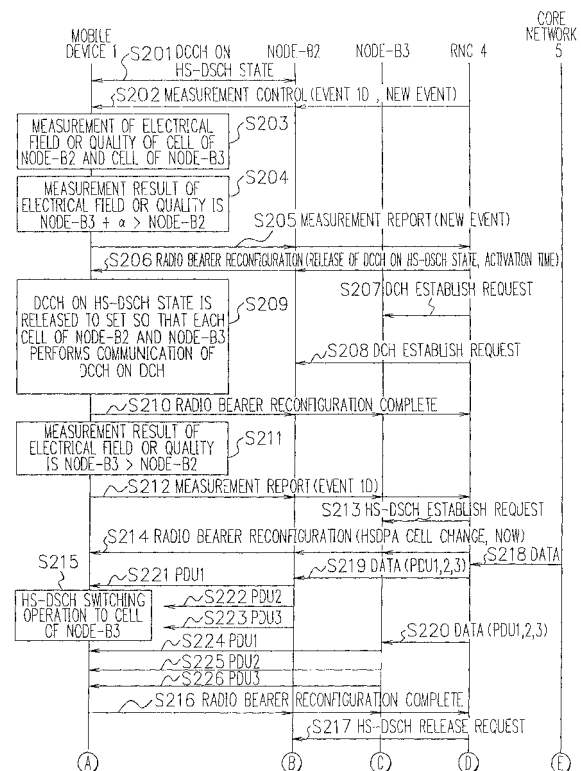 CORE
NETWORK
5
MOBILE
DEVICE 1
NODE-B2
NODE-B3
RNC 4
S201 DCCH ON
HS-DSCH STATE
S202 MEASUREMENT CONTROL (EVENT 1D , NEW EVENT)
MEASUREMENT OF ELECTRICAL
FIELD OR QUALITY OF CELL OF
NODE-B2 AND CELL OF NODE-B3
S203
MEASUREMENT RESULT OF
ELECTRICAL FIELD OR QUALITY IS
NODE-B3 + α > NODE-B2
S204
S205 MEASUREMENT REPORT (NEW EVENT)
S206 RADIO BEARER RECONFIGURATION (RELEASE OF DCCH ON HS-DSCH STATE, ACTIVATION TIME)
S207 DCH ESTABLISH REQUEST
DCCH ON HS-DSCH STATE IS
RELEASED TO SET SO THAT EACH
CELL OF NODE-B2 AND NODE-B3
PERFORMS COMMUNICATION OF
DCCH ON DCH
S209
S208 DCH ESTABLISH REQUEST
S210 RADIO BEARER RECONFIGURATION COMPLETE
MEASUREMENT RESULT OF
ELECTRICAL FIELD OR QUALITY
IS NODE-B3 > NODE-B2
S211
S212 MEASUREMENT REPORT (EVENT 1D)
S213 HS-DSCH ESTABLISH REQUEST
S214 RADIO BEARER RECONFIGURATION (HSDPA CELL CHANGE, NOW)
S218 DATA
S215
S219 DATA (PDU1,2,3)
S221 PDU1
HS-DSCH SWITCHING
OPERATION TO CELL
OF NODE-B3
S222 PDU2
S223 PDU3
S220 DATA (PDU1,2,3)
S224 PDU1
S225 PDU2
S226 PDU3
S216 RADIO BEARER RECONFIGURATION COMPLETE
S217 HS-DSCH RELEASE REQUEST
A
B
C
D
E